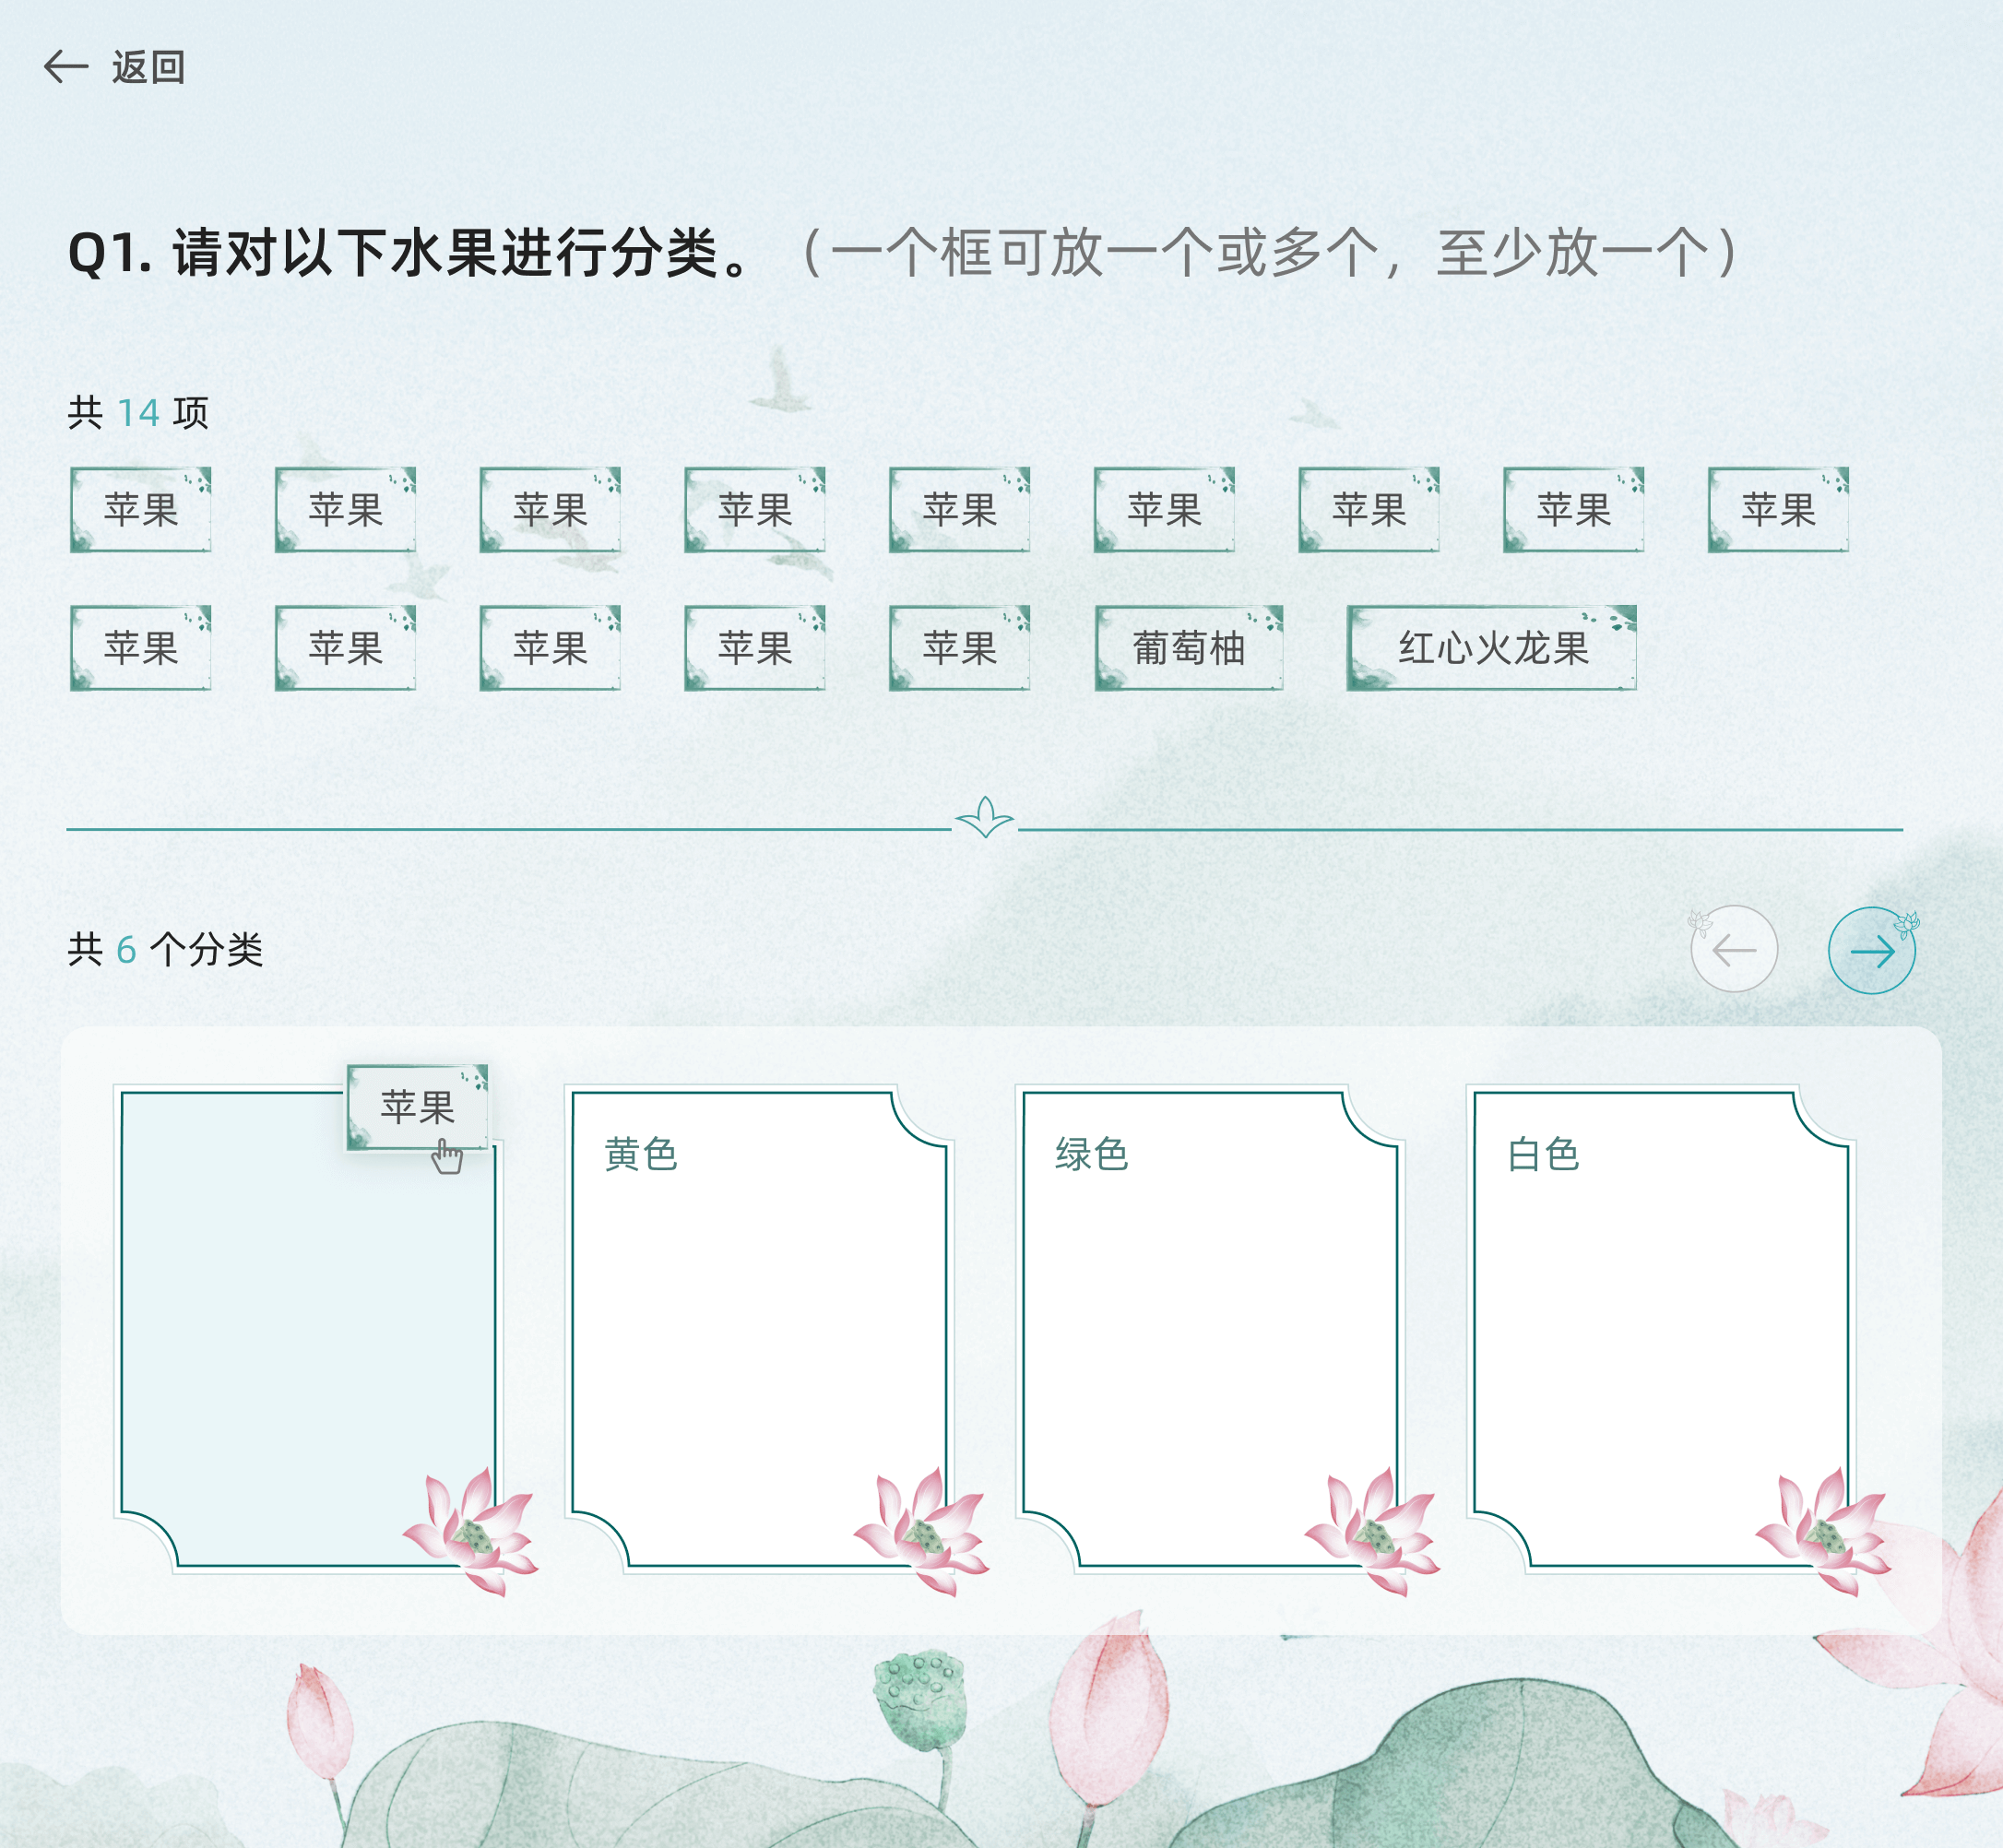 返回
Q1. 请对以下水果进行分类。（一个框可放一个或多个，至少放一个）
共 14 项
苹果 苹果 苹果 苹果 苹果 苹果 苹果 苹果 苹果
苹果 苹果 苹果 苹果 苹果 葡萄柚 红心火龙果
共 6 个分类
苹果
黄色 绿色 白色